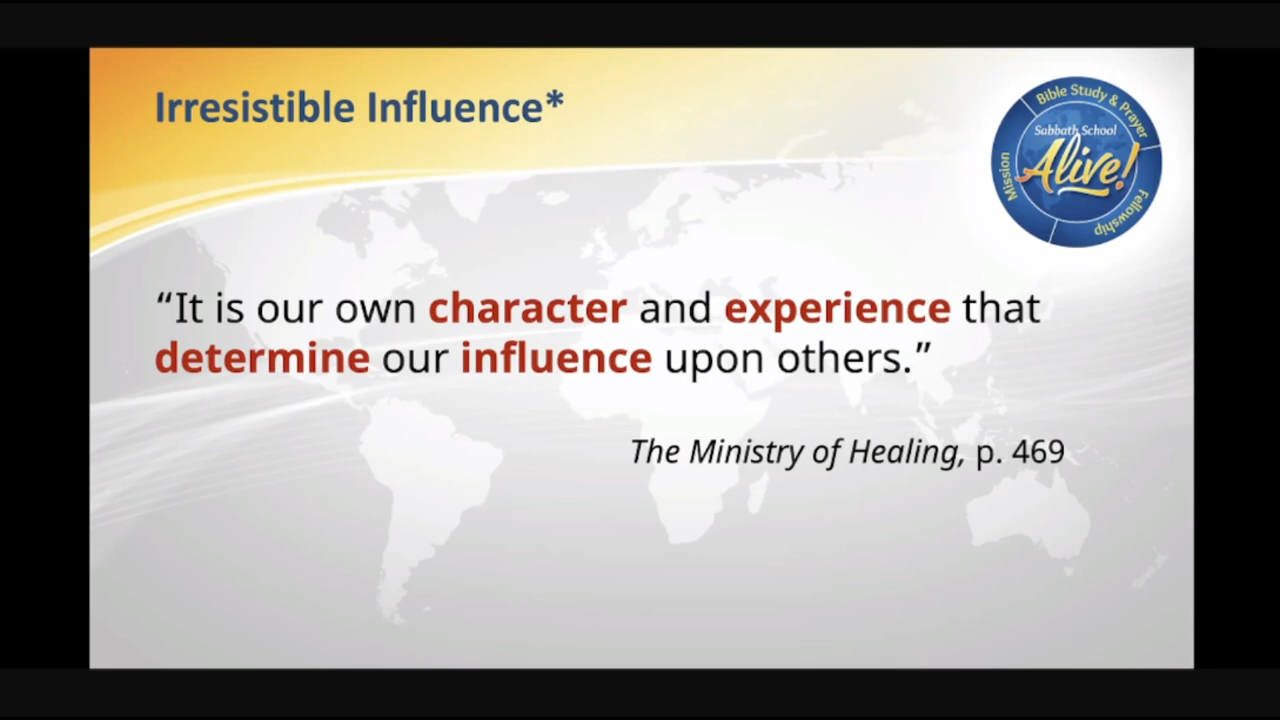 Irresistible Influence*
Bible Study & Prayer
Sabbath School
Alive!
Mission
Fellowship
“It is our own character and experience that
determine our influence upon others.”
The Ministry of Healing, p. 469